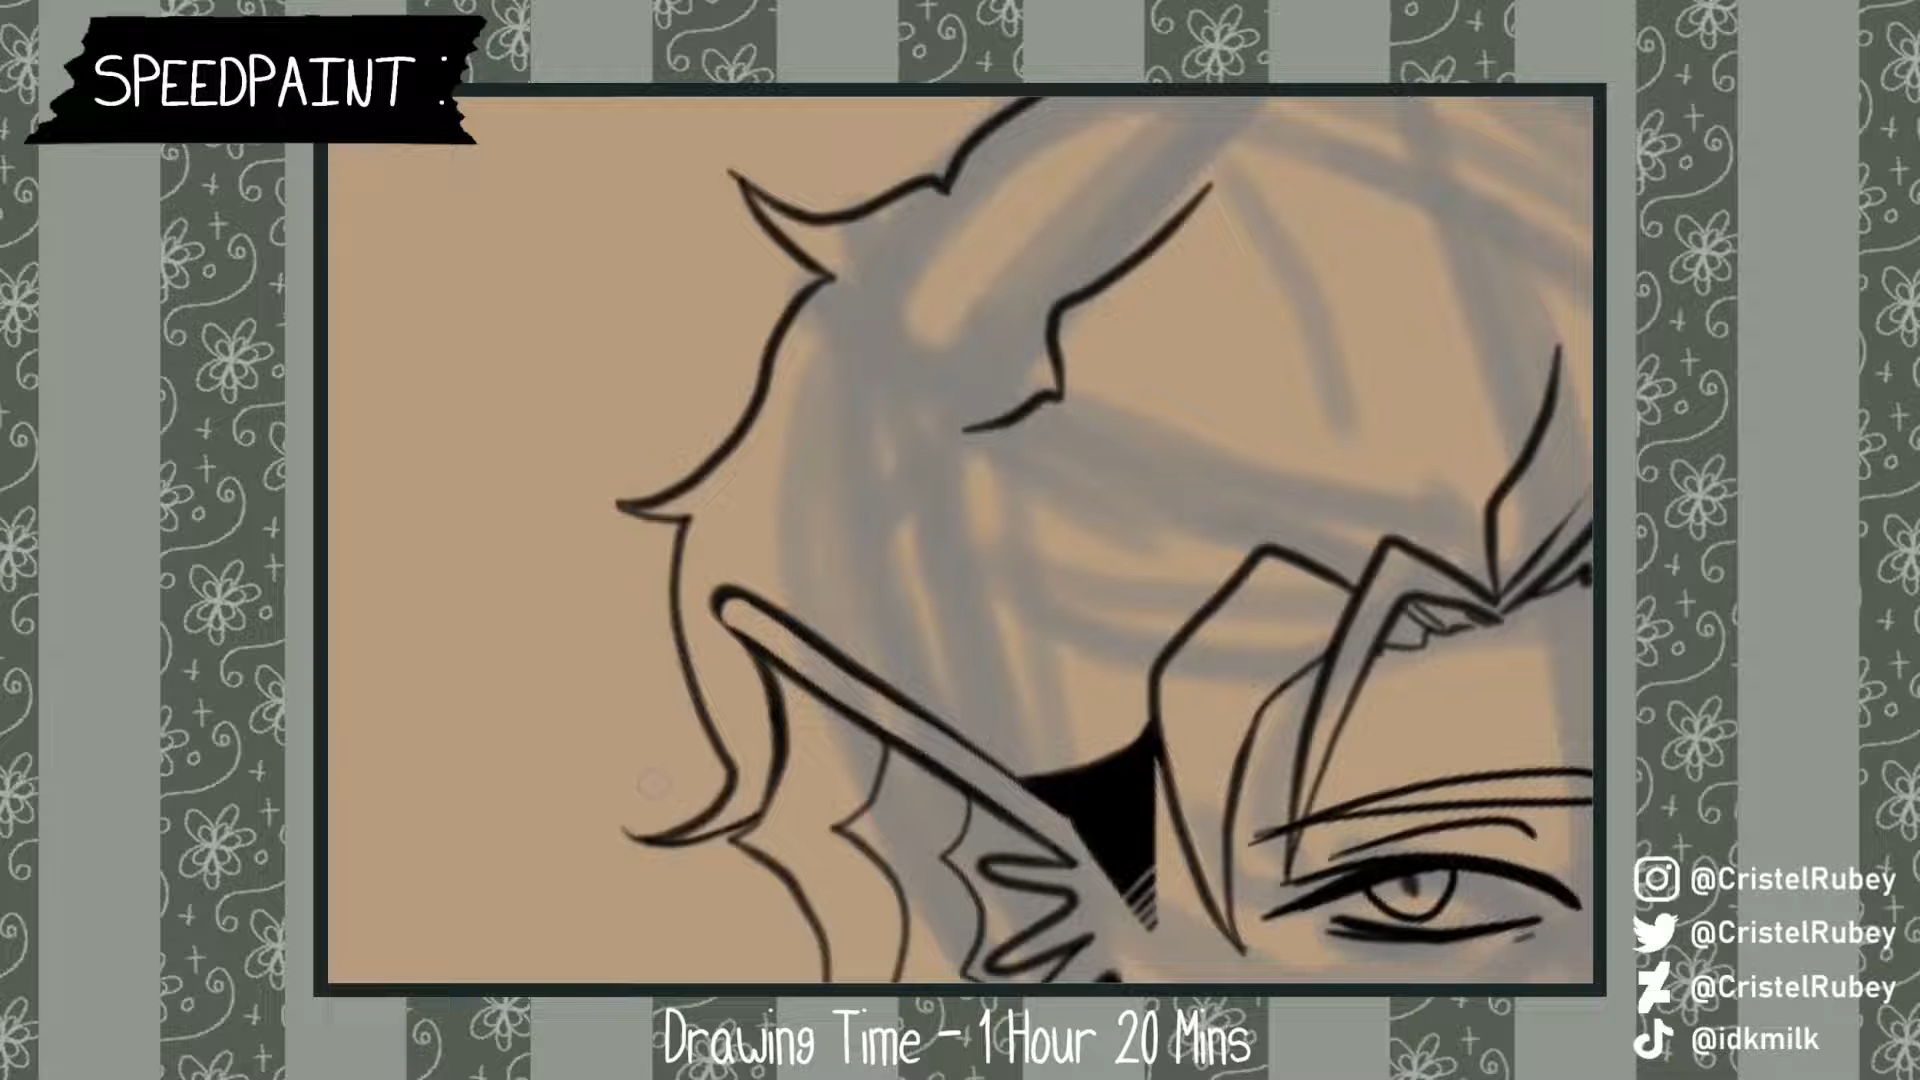 SPEEDPAINT :
@CristelRubey
@CristelRubey
@CristelRubey
@idkmilk
Drawing Time - 1 Hour 20 Mins